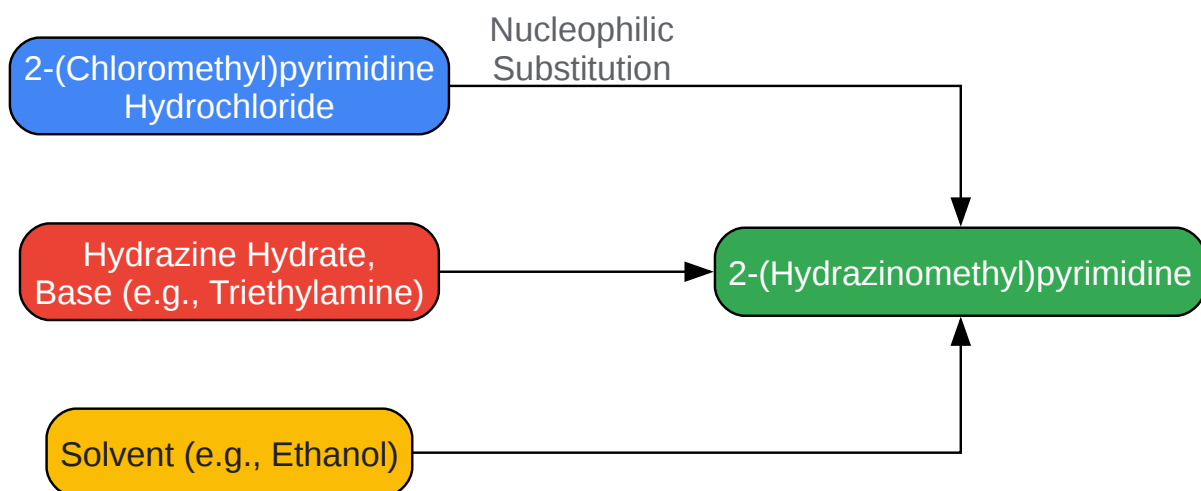 Nucleophilic
Substitution
2-(Chloromethyl)pyrimidine
Hydrochloride
Hydrazine Hydrate,
Base (e.g., Triethylamine)
2-(Hydrazinomethyl)pyrimidine
Solvent (e.g., Ethanol)